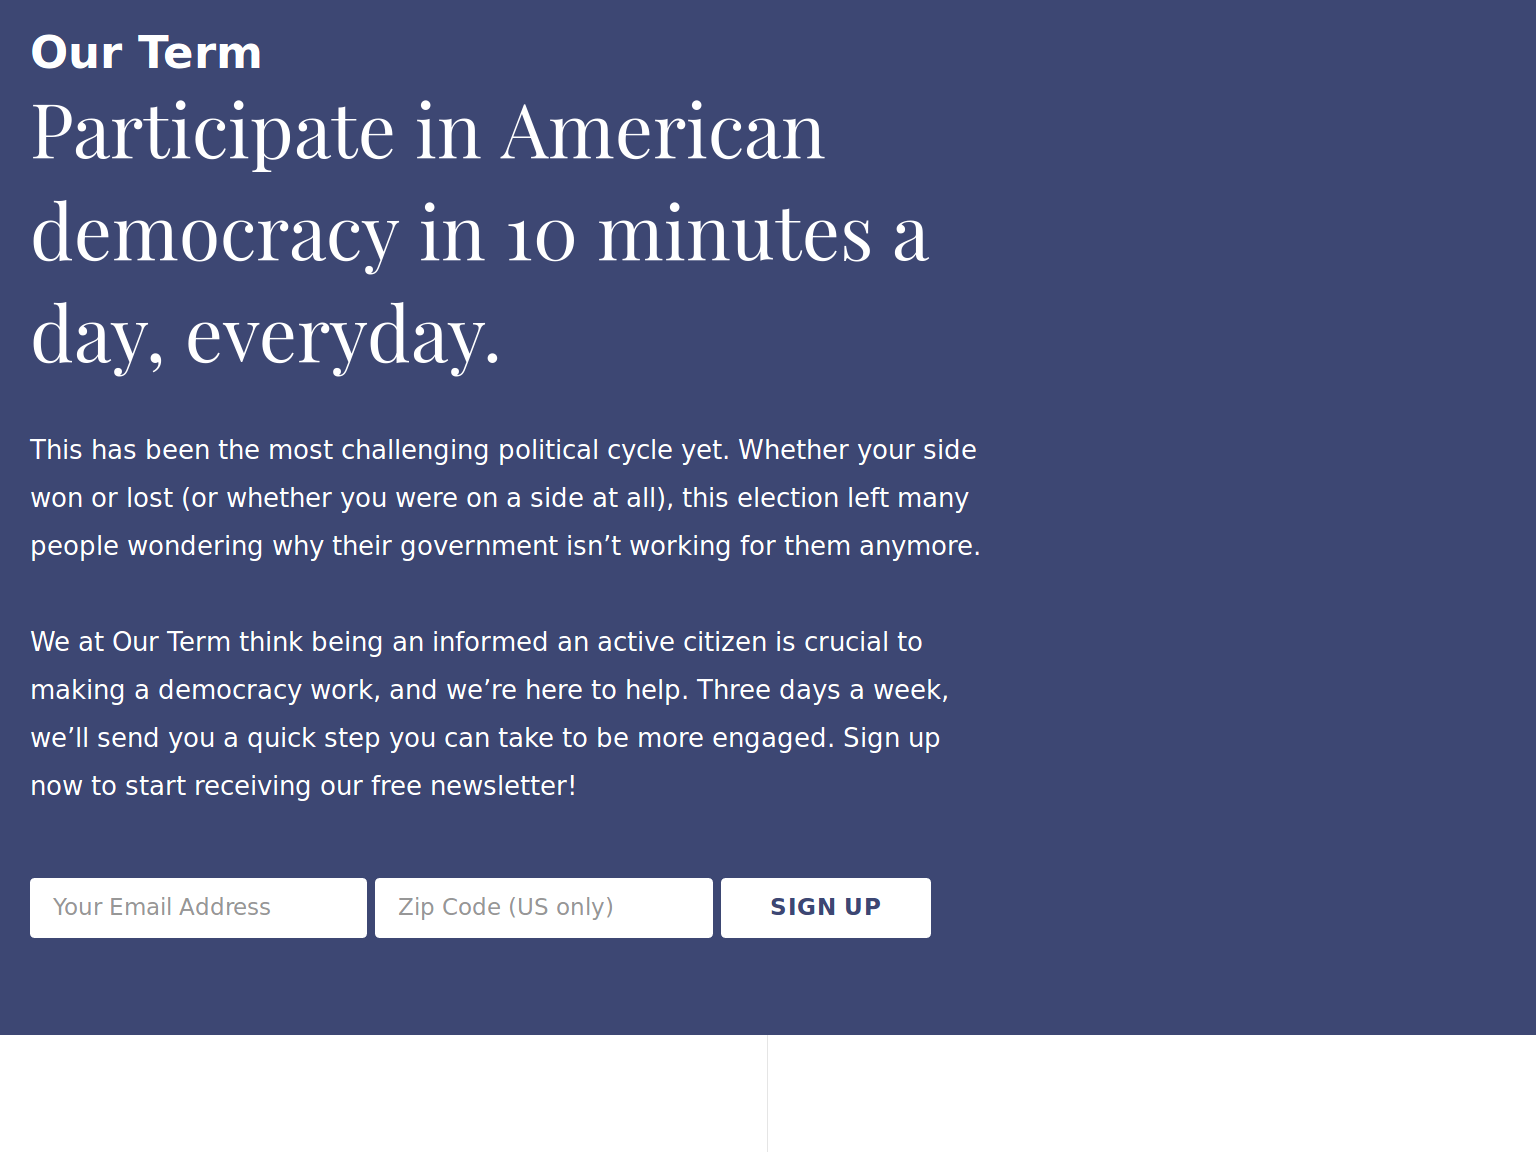 Our Term
Participate in American
democracy in 10 minutes a
day, everyday.
This has been the most challenging political cycle yet. Whether your side
won or lost (or whether you were on a side at all), this election left many
people wondering why their government isn’t working for them anymore.
We at Our Term think being an informed an active citizen is crucial to
making a democracy work, and we’re here to help. Three days a week,
we’ll send you a quick step you can take to be more engaged. Sign up
now to start receiving our free newsletter!
Your Email Address Zip Code (US only) SIGN UP